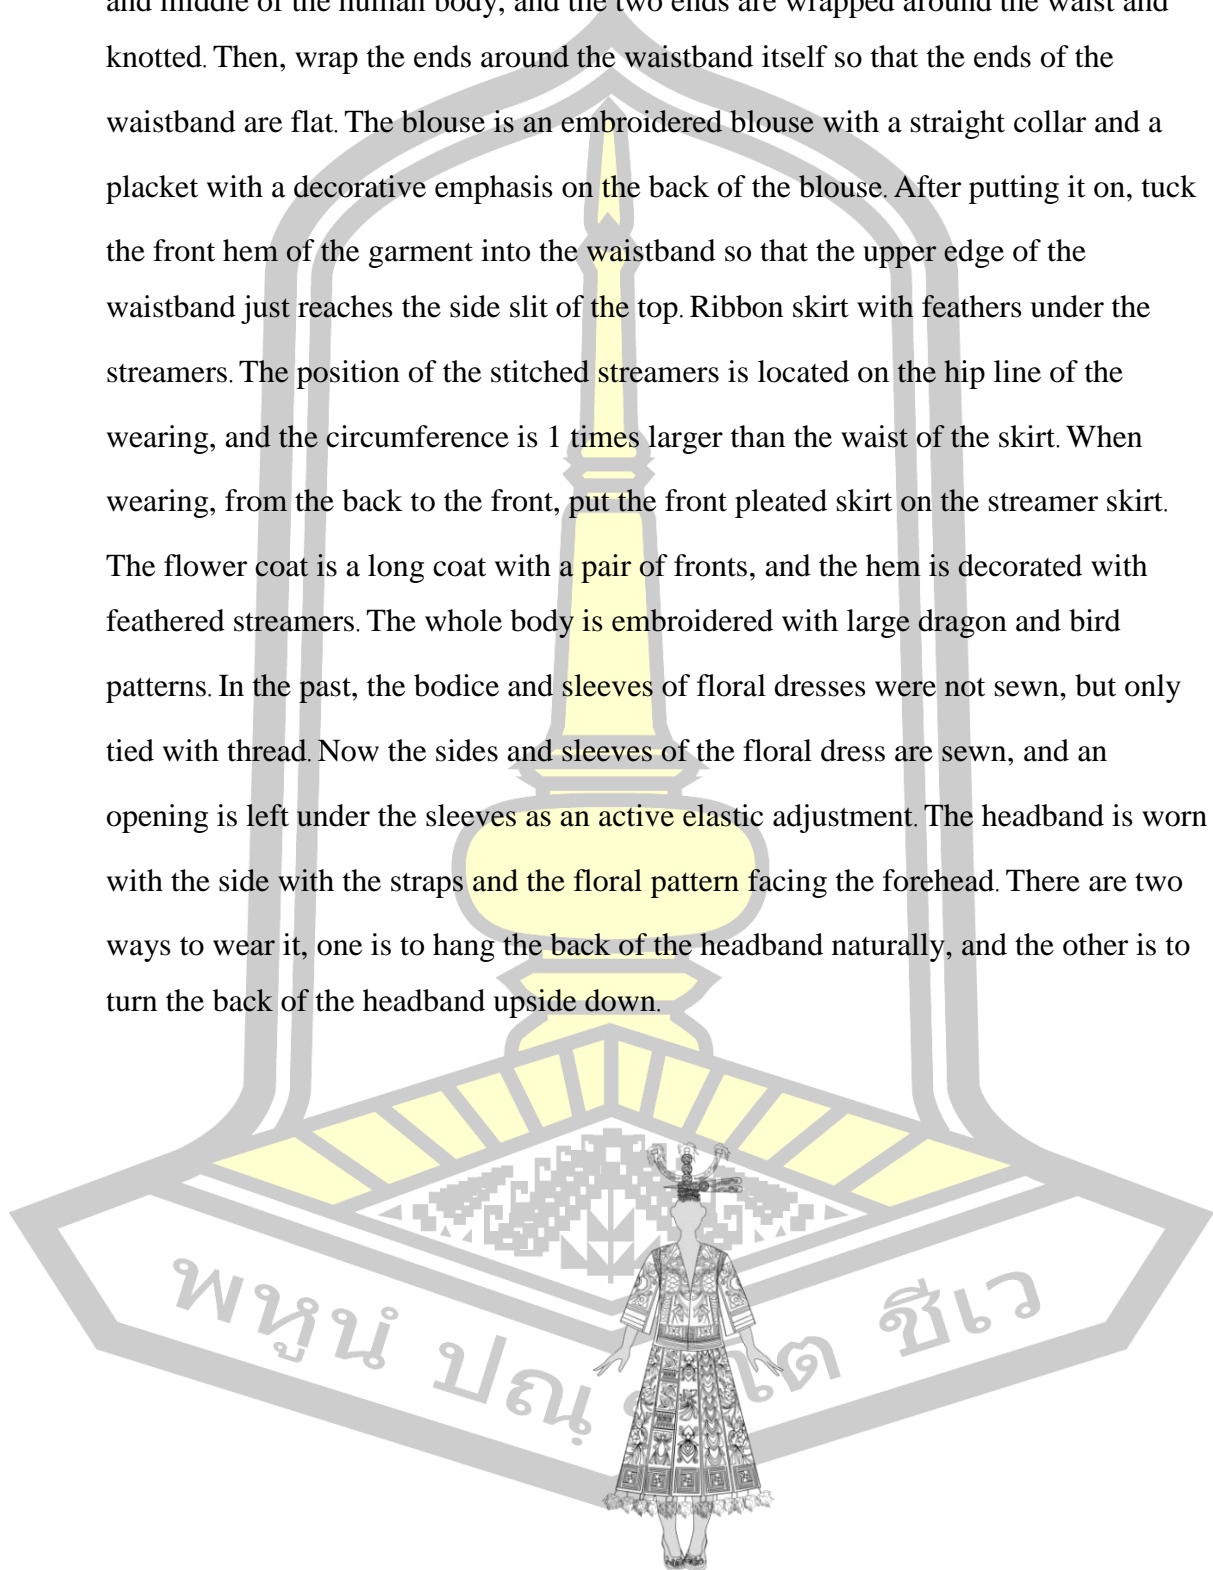 and middle of the human body, and the two ends are wrapped around the waist and
knotted. Then, wrap the ends around the waistband itself so that the ends of the
waistband are flat. The blouse is an embroidered blouse with a straight collar and a
placket with a decorative emphasis on the back of the blouse. After putting it on, tuck
the front hem of the garment into the waistband so that the upper edge of the
waistband just reaches the side slit of the top. Ribbon skirt with feathers under the
streamers. The position of the stitched streamers is located on the hip line of the
wearing, and the circumference is 1 times larger than the waist of the skirt. When
wearing, from the back to the front, put the front pleated skirt on the streamer skirt.
The flower coat is a long coat with a pair of fronts, and the hem is decorated with
feathered streamers. The whole body is embroidered with large dragon and bird
patterns. In the past, the bodice and sleeves of floral dresses were not sewn, but only
tied with thread. Now the sides and sleeves of the floral dress are sewn, and an
opening is left under the sleeves as an active elastic adjustment. The headband is worn
with the side with the straps and the floral pattern facing the forehead. There are two
ways to wear it, one is to hang the back of the headband naturally, and the other is to
turn the back of the headband upside down.
พหูนํ ชีเว